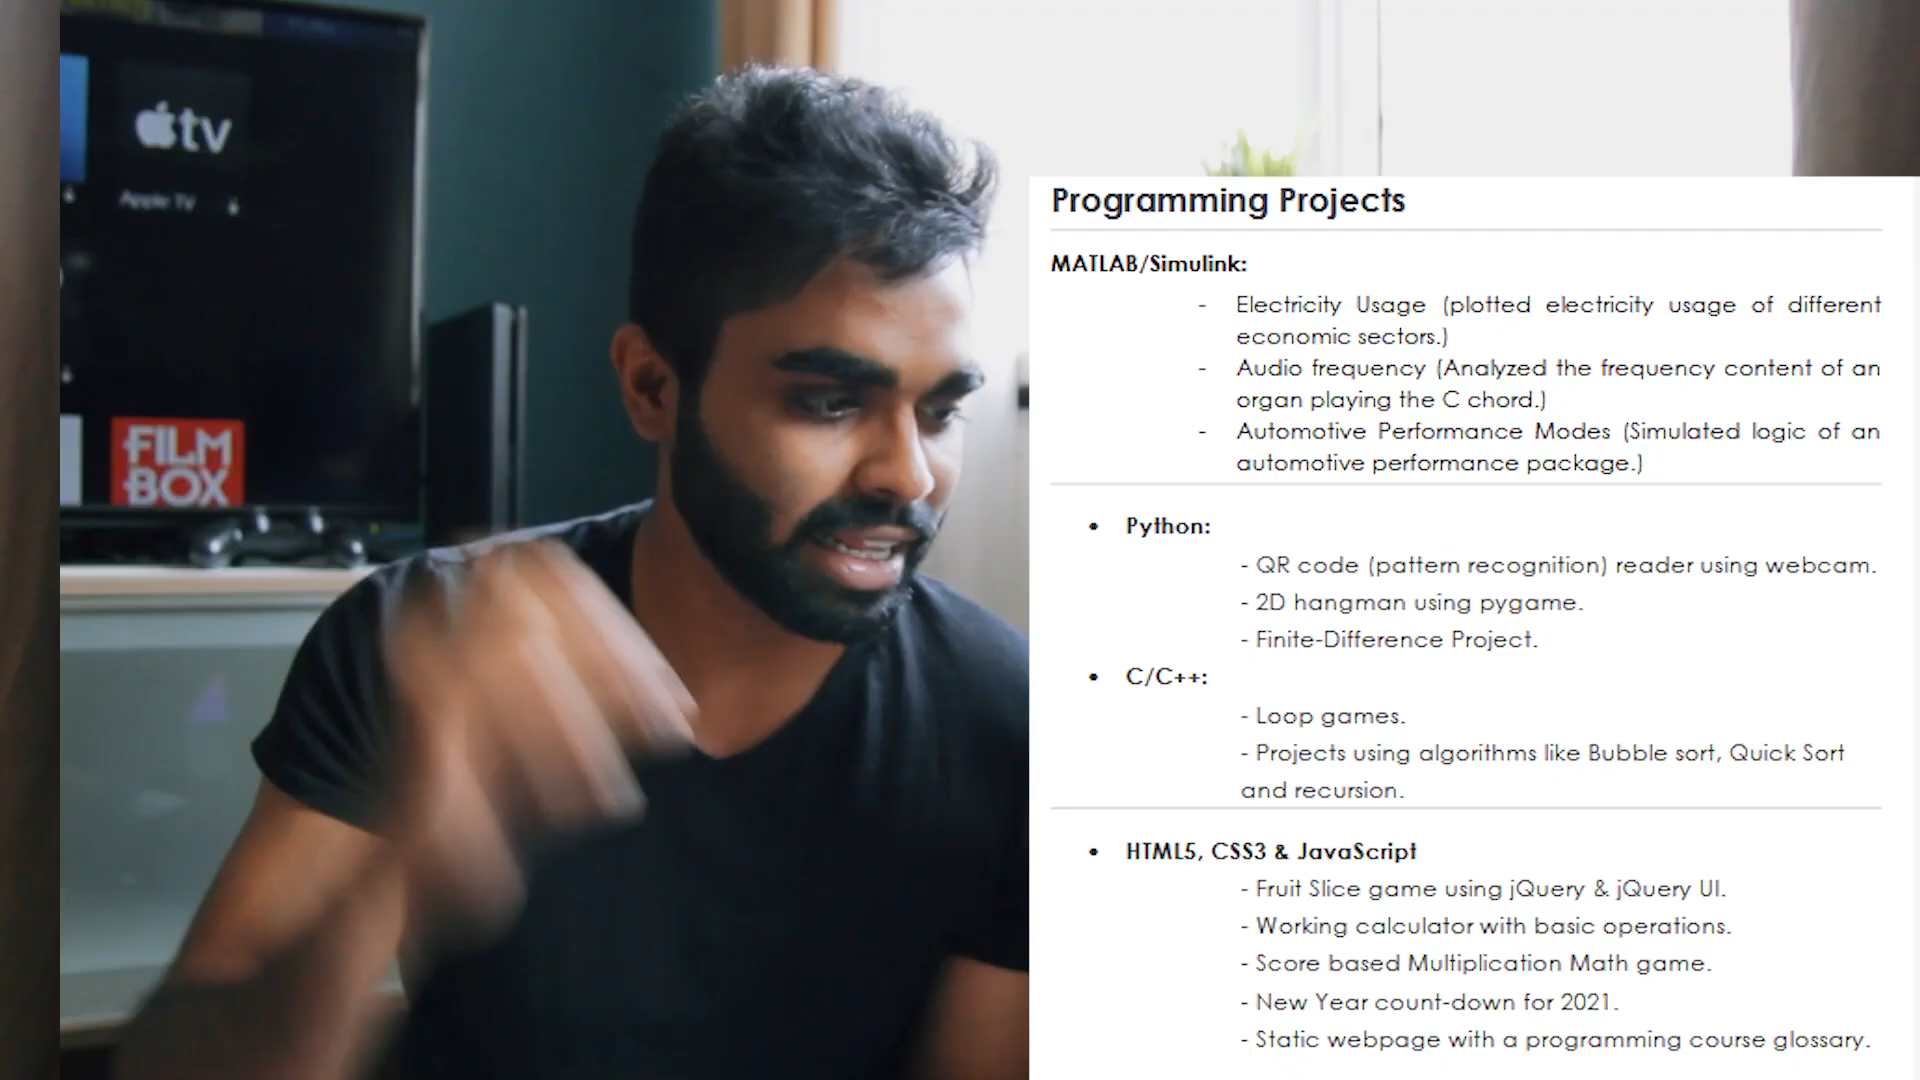 tv
Apple TV
FILM
BOX
Programming Projects
MATLAB/Simulink:
- Electricity Usage (plotted electricity usage of different
economic sectors.)
- Audio frequency (Analyzed the frequency content of an
organ playing the C chord.)
- Automotive Performance Modes (Simulated logic of an
automotive performance package.)
• Python:
- QR code (pattern recognition) reader using webcam.
- 2D hangman using pygame.
- Finite-Difference Project.
• C/C++:
- Loop games.
- Projects using algorithms like Bubble sort, Quick Sort
and recursion.
• HTML5, CSS3 & JavaScript
- Fruit Slice game using jQuery & jQuery UI.
- Working calculator with basic operations.
- Score based Multiplication Math game.
- New Year count-down for 2021.
- Static webpage with a programming course glossary.